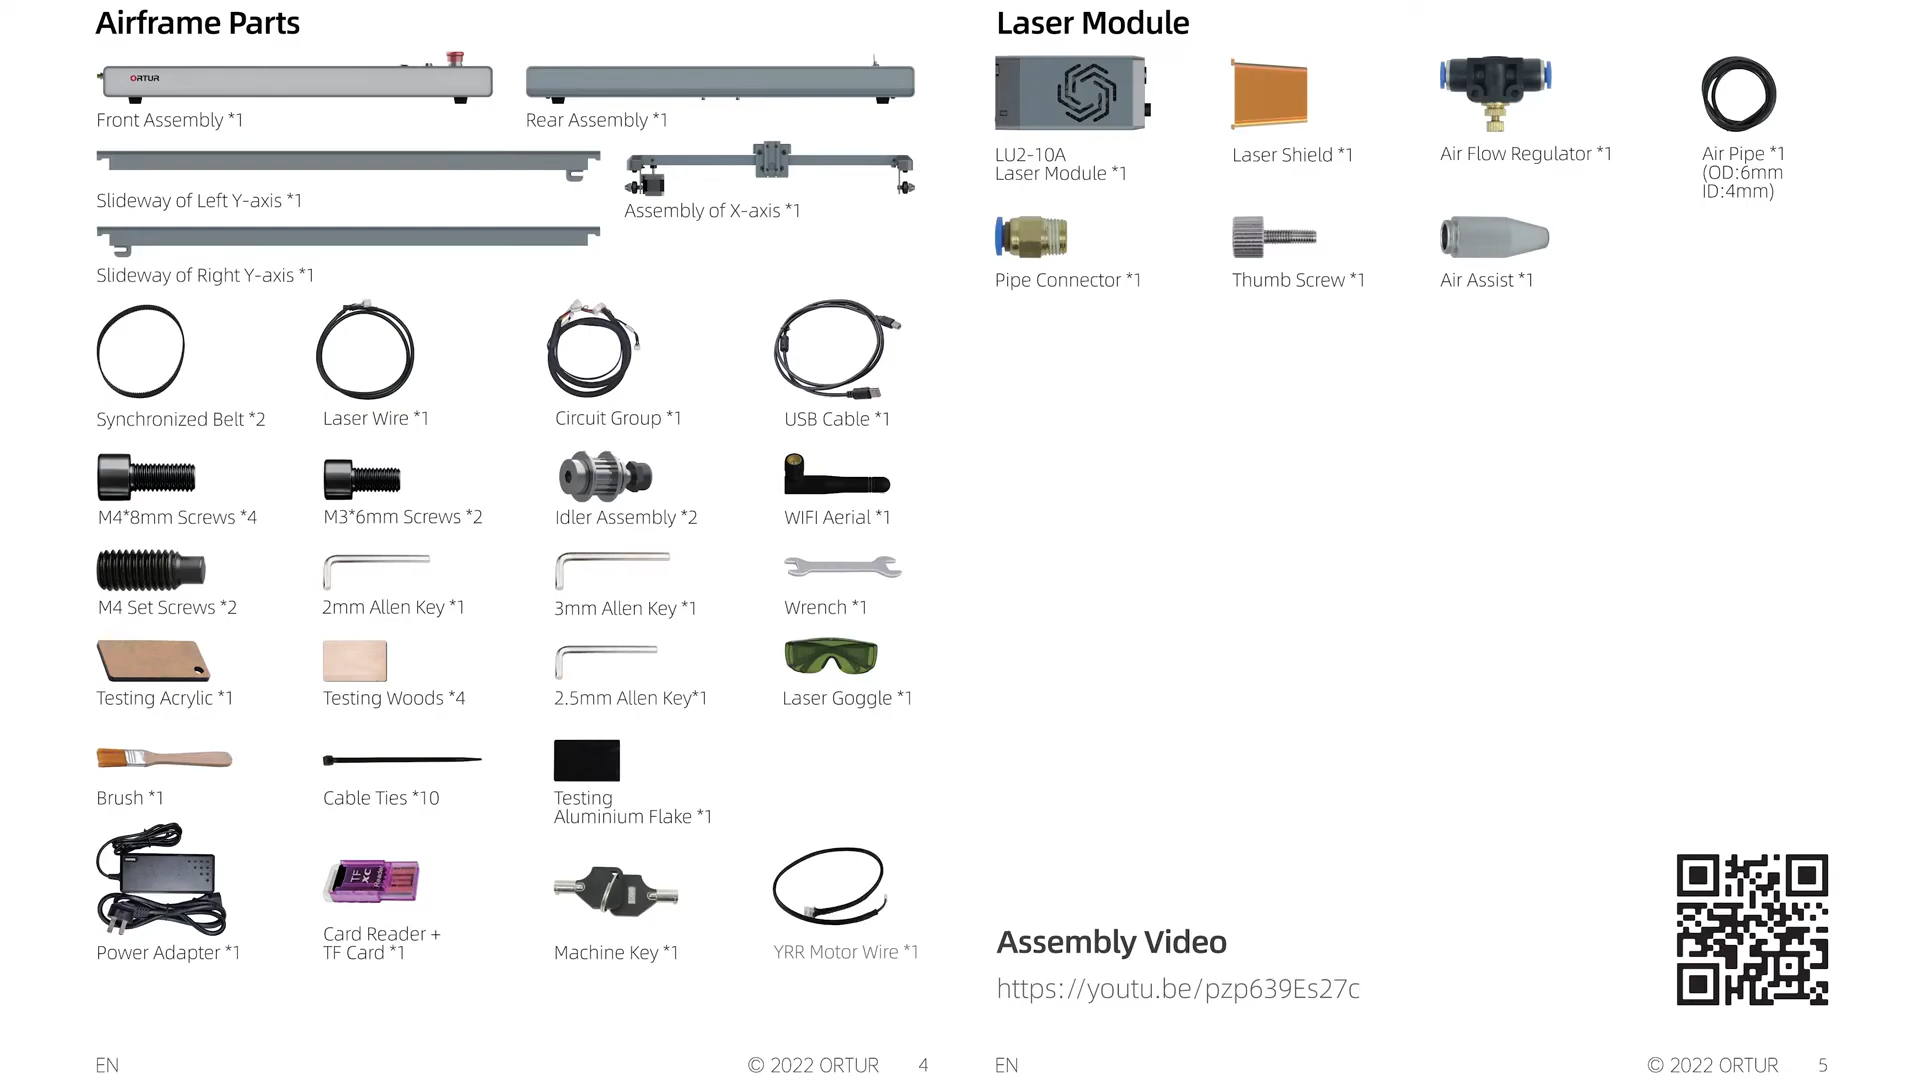 Airframe Parts
ORTUR
Front Assembly *1
Rear Assembly *1
Slideway of Left Y-axis *1
Assembly of X-axis *1
Slideway of Right Y-axis *1
Synchronized Belt *2
Laser Wire *1
Circuit Group *1
USB Cable *1
M4*8mm Screws *4
M3*6mm Screws *2
Idler Assembly *2
WIFI Aerial *1
M4 Set Screws *2
2mm Allen Key *1
3mm Allen Key *1
Wrench *1
Testing Acrylic *1
Testing Woods *4
2.5mm Allen Key*1
Laser Goggle *1
Brush *1
Cable Ties *10
Testing
Aluminium Flake *1
TF
XC
Reader
Power Adapter *1
Card Reader +
TF Card *1
Machine Key *1
YRR Motor Wire *1
EN
© 2022 ORTUR
4
Laser Module
LU2-10A
Laser Module *1
Laser Shield *1
Air Flow Regulator *1
Air Pipe *1
(OD:6mm
ID:4mm)
Pipe Connector *1
Thumb Screw *1
Air Assist *1
Assembly Video
https://youtu.be/pzp639Es27c
EN
© 2022 ORTUR
5